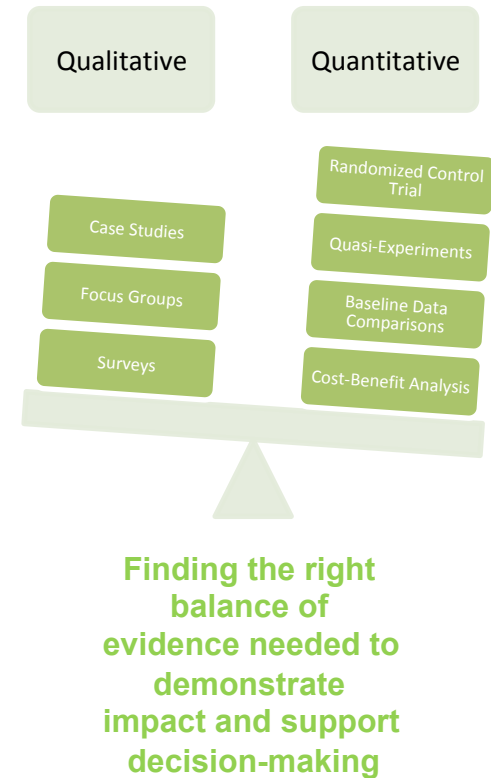 Qualitative
Quantitative
Case Studies
Focus Groups
Surveys
Randomized Control
Trial
Quasi-Experiments
Baseline Data
Comparisons
Cost-Benefit Analysis
Finding the right
balance of
evidence needed to
demonstrate
impact and support
decision-making